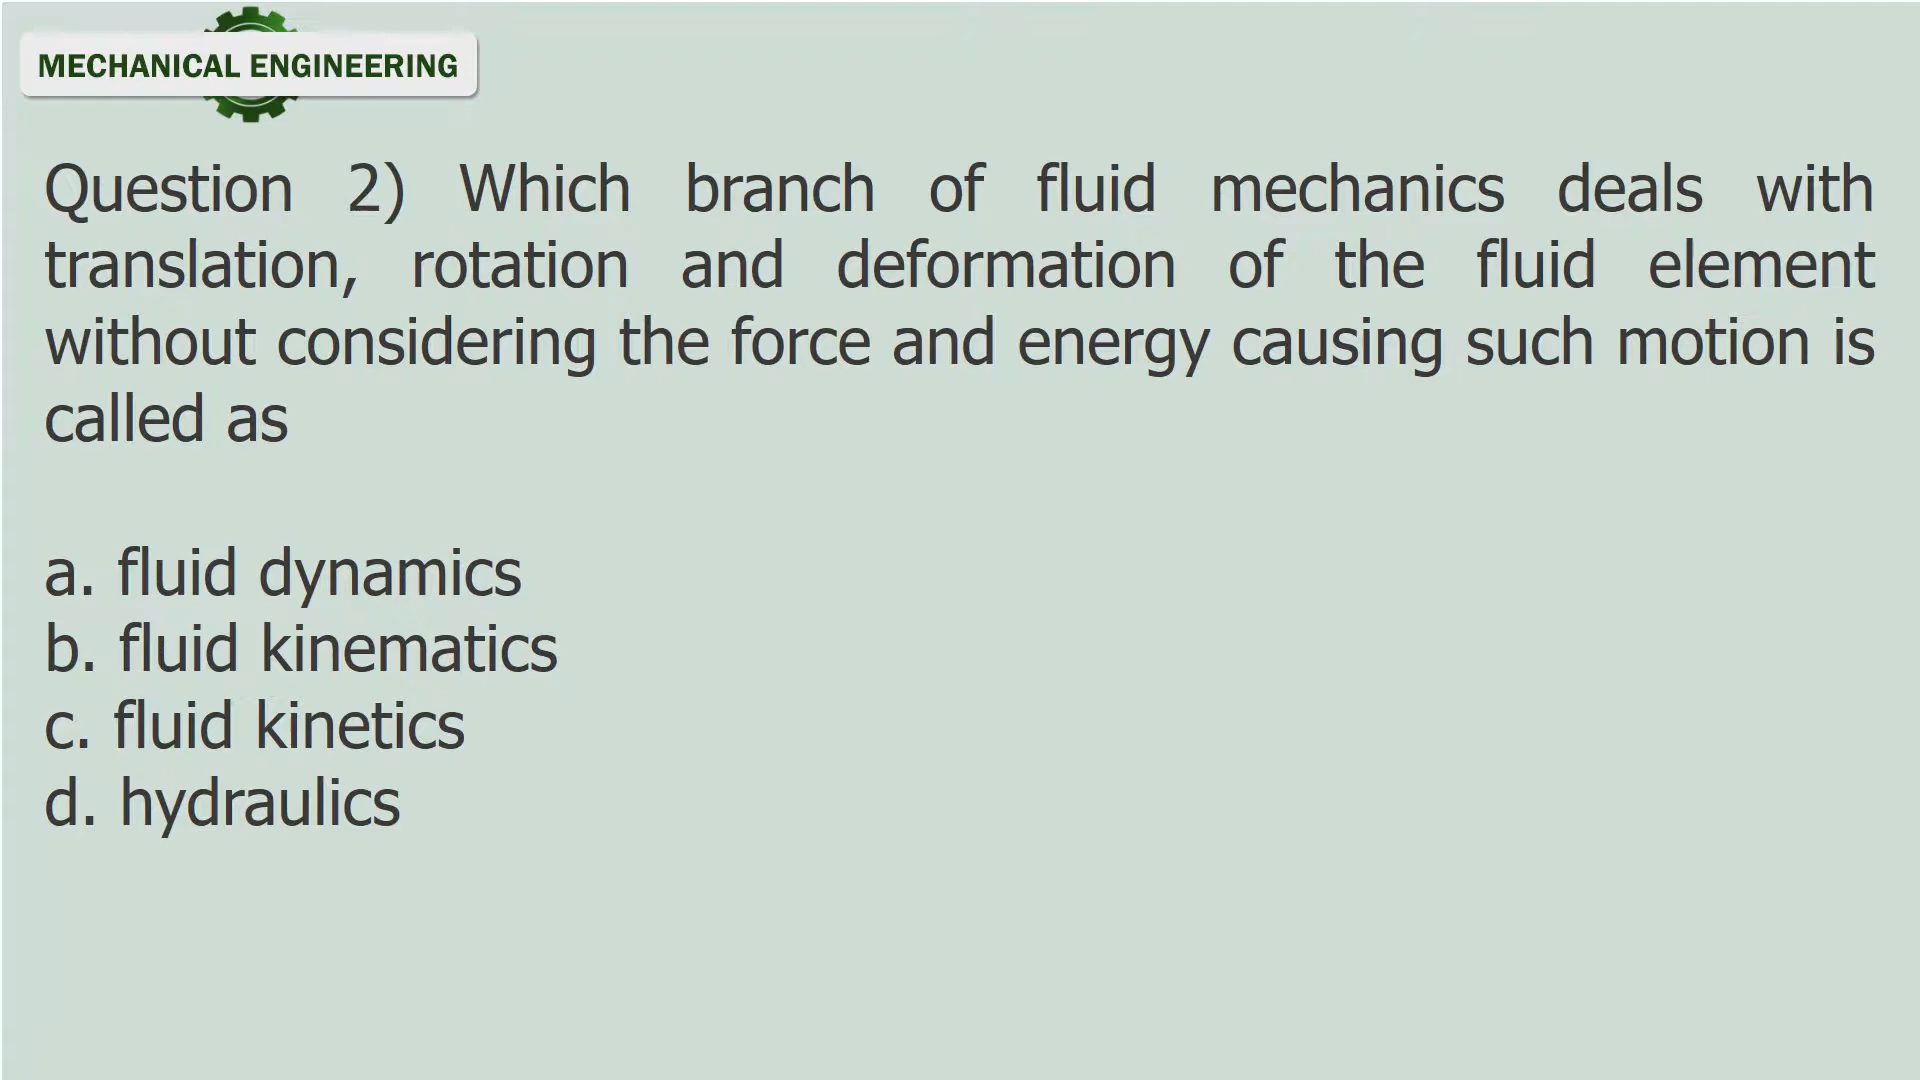 MECHANICAL ENGINEERING
Question 2) Which branch of fluid mechanics deals with
translation, rotation and deformation of the fluid element
without considering the force and energy causing such motion is
called as
a. fluid dynamics
b. fluid kinematics
c. fluid kinetics
d. hydraulics